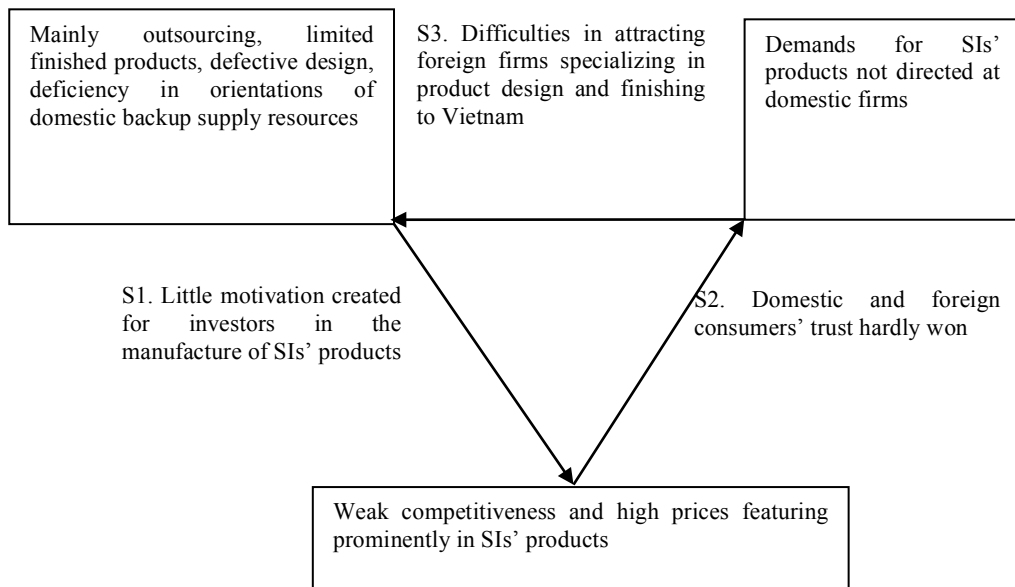 Mainly outsourcing, limited
finished products, defective design,
deficiency in orientations of
domestic backup supply resources
S3. Difficulties in attracting
foreign firms specializing in
product design and finishing
to Vietnam
Demands for SIs’
products not directed at
domestic firms
S1. Little motivation created
for investors in the
manufacture of SIs’ products
S2. Domestic and foreign
consumers’ trust hardly won
Weak competitiveness and high prices featuring
prominently in SIs’ products